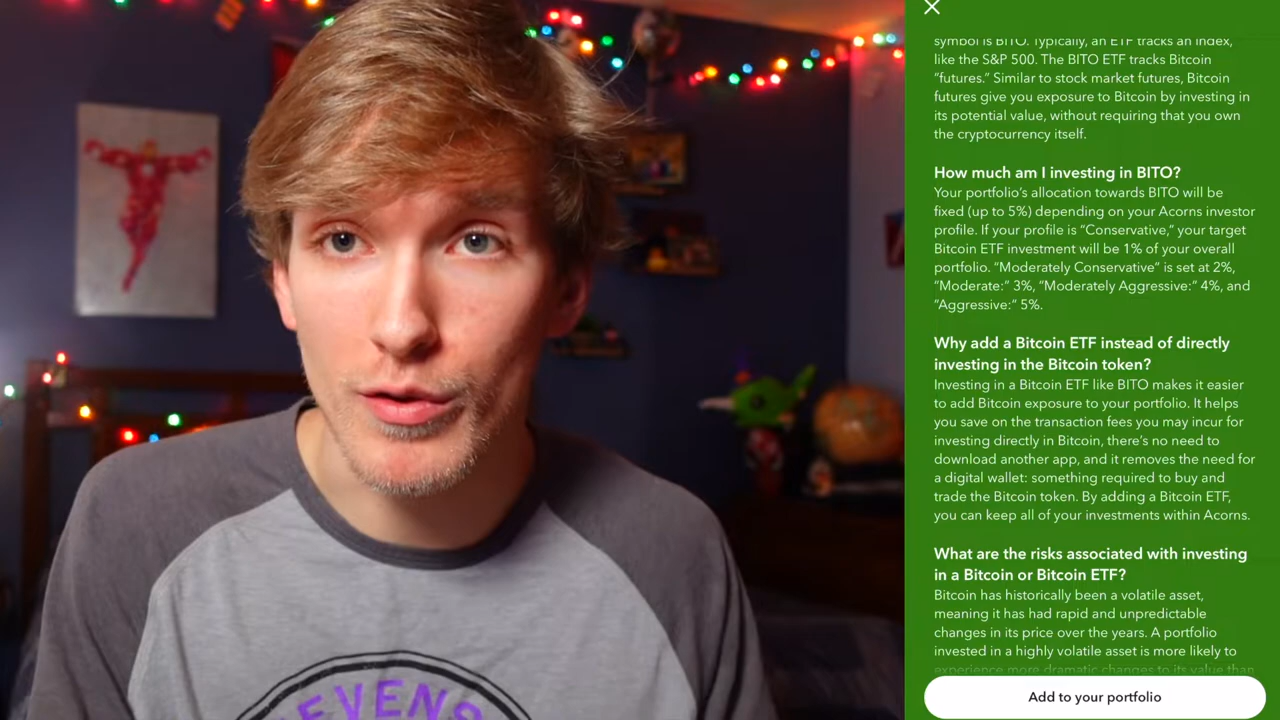 symbol is BITO. Typically, an ETF tracks an index,
like the S&P 500. The BITO ETF tracks Bitcoin
“futures.” Similar to stock market futures, Bitcoin
futures give you exposure to Bitcoin by investing in
its potential value, without requiring that you own
the cryptocurrency itself.
How much am I investing in BITO?
Your portfolio’s allocation towards BITO will be
fixed (up to 5%) depending on your Acorns investor
profile. If your profile is “Conservative,” your target
Bitcoin ETF investment will be 1% of your overall
portfolio. “Moderately Conservative” is set at 2%,
“Moderate:” 3%, “Moderately Aggressive:” 4%, and
“Aggressive:” 5%.
Why add a Bitcoin ETF instead of directly
investing in the Bitcoin token?
Investing in a Bitcoin ETF like BITO makes it easier
to add Bitcoin exposure to your portfolio. It helps
you save on the transaction fees you may incur for
investing directly in Bitcoin, there’s no need to
download another app, and it removes the need for
a digital wallet: something required to buy and
trade the Bitcoin token. By adding a Bitcoin ETF,
you can keep all of your investments within Acorns.
What are the risks associated with investing
in a Bitcoin or Bitcoin ETF?
Bitcoin has historically been a volatile asset,
meaning it has had rapid and unpredictable
changes in its price over the years. A portfolio
invested in a highly volatile asset is more likely to
experience more dramatic changes to its value than
Add to your portfolio